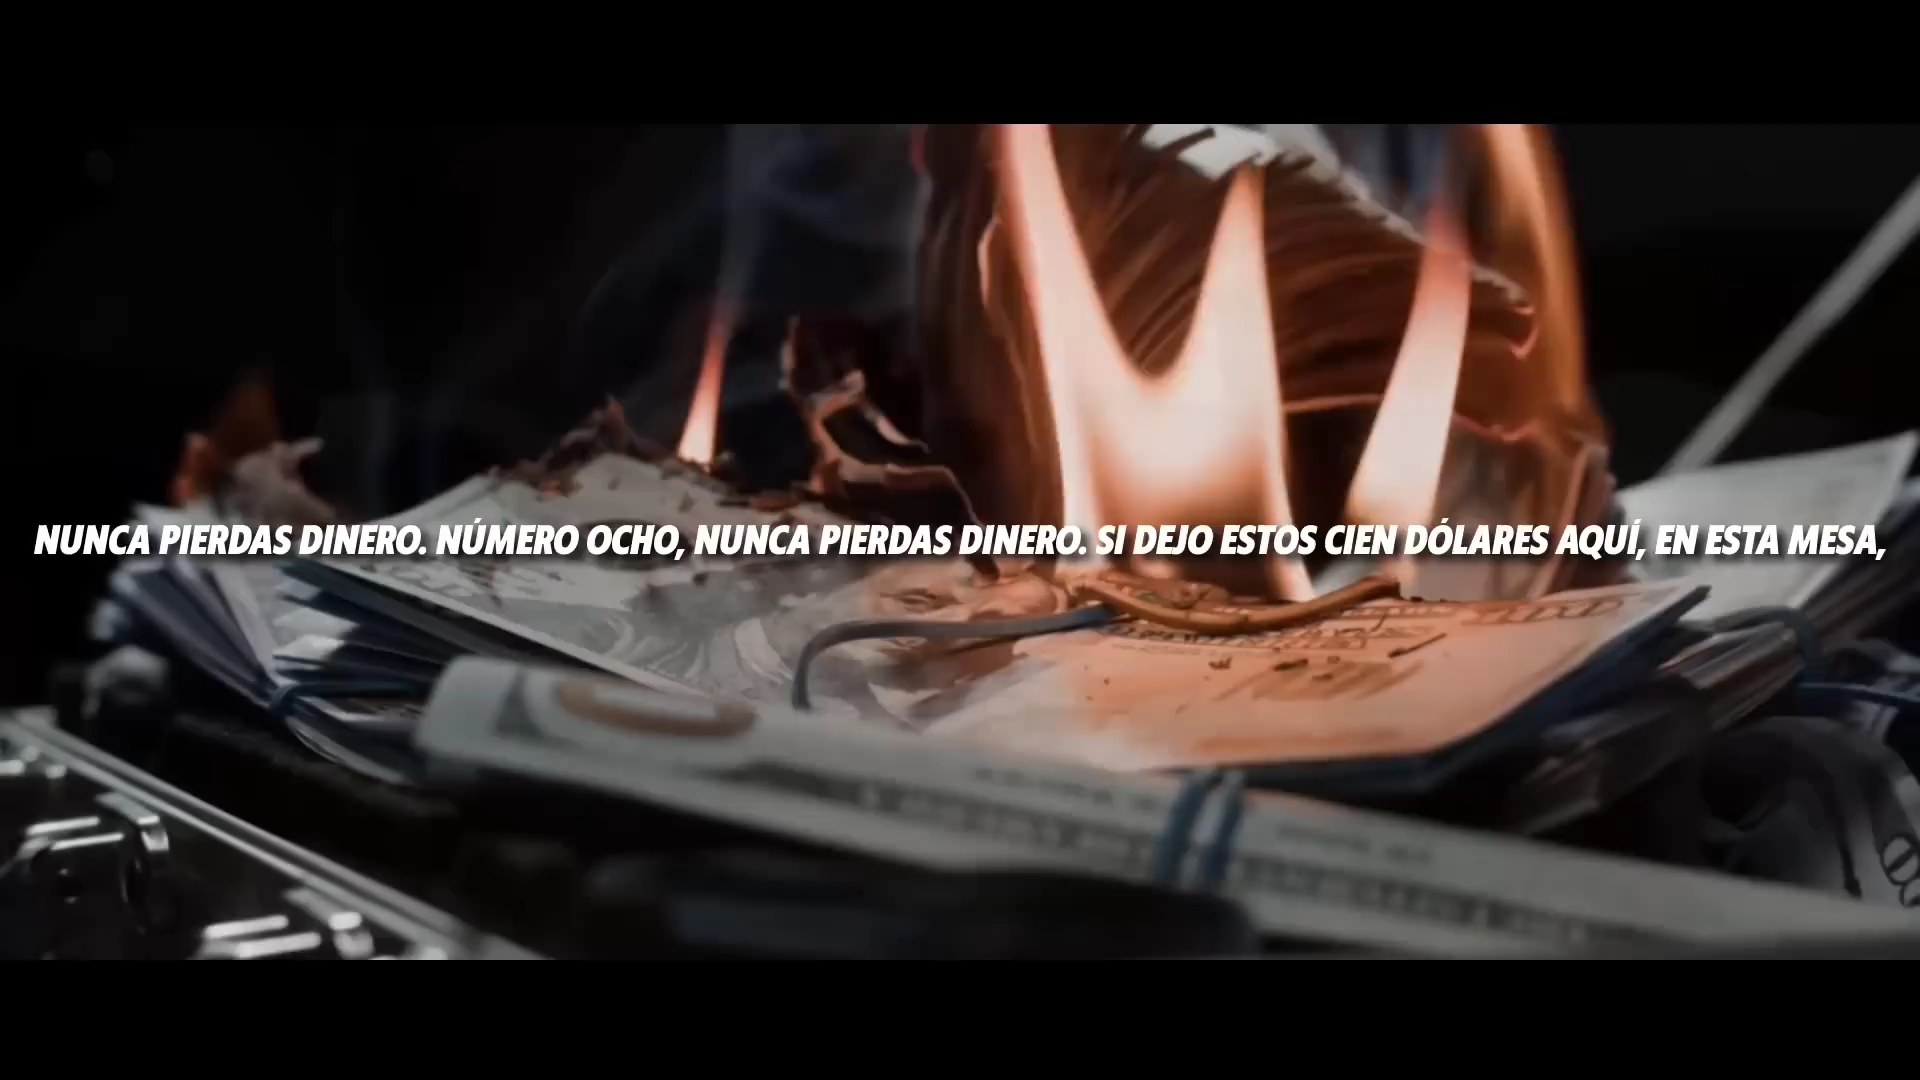 NUNCA PIERDAS DINERO. NÚMERO OCHO, NUNCA PIERDAS DINERO. SI DEJO ESTOS CIEN DÓLARES AQUÍ, EN ESTA MESA,